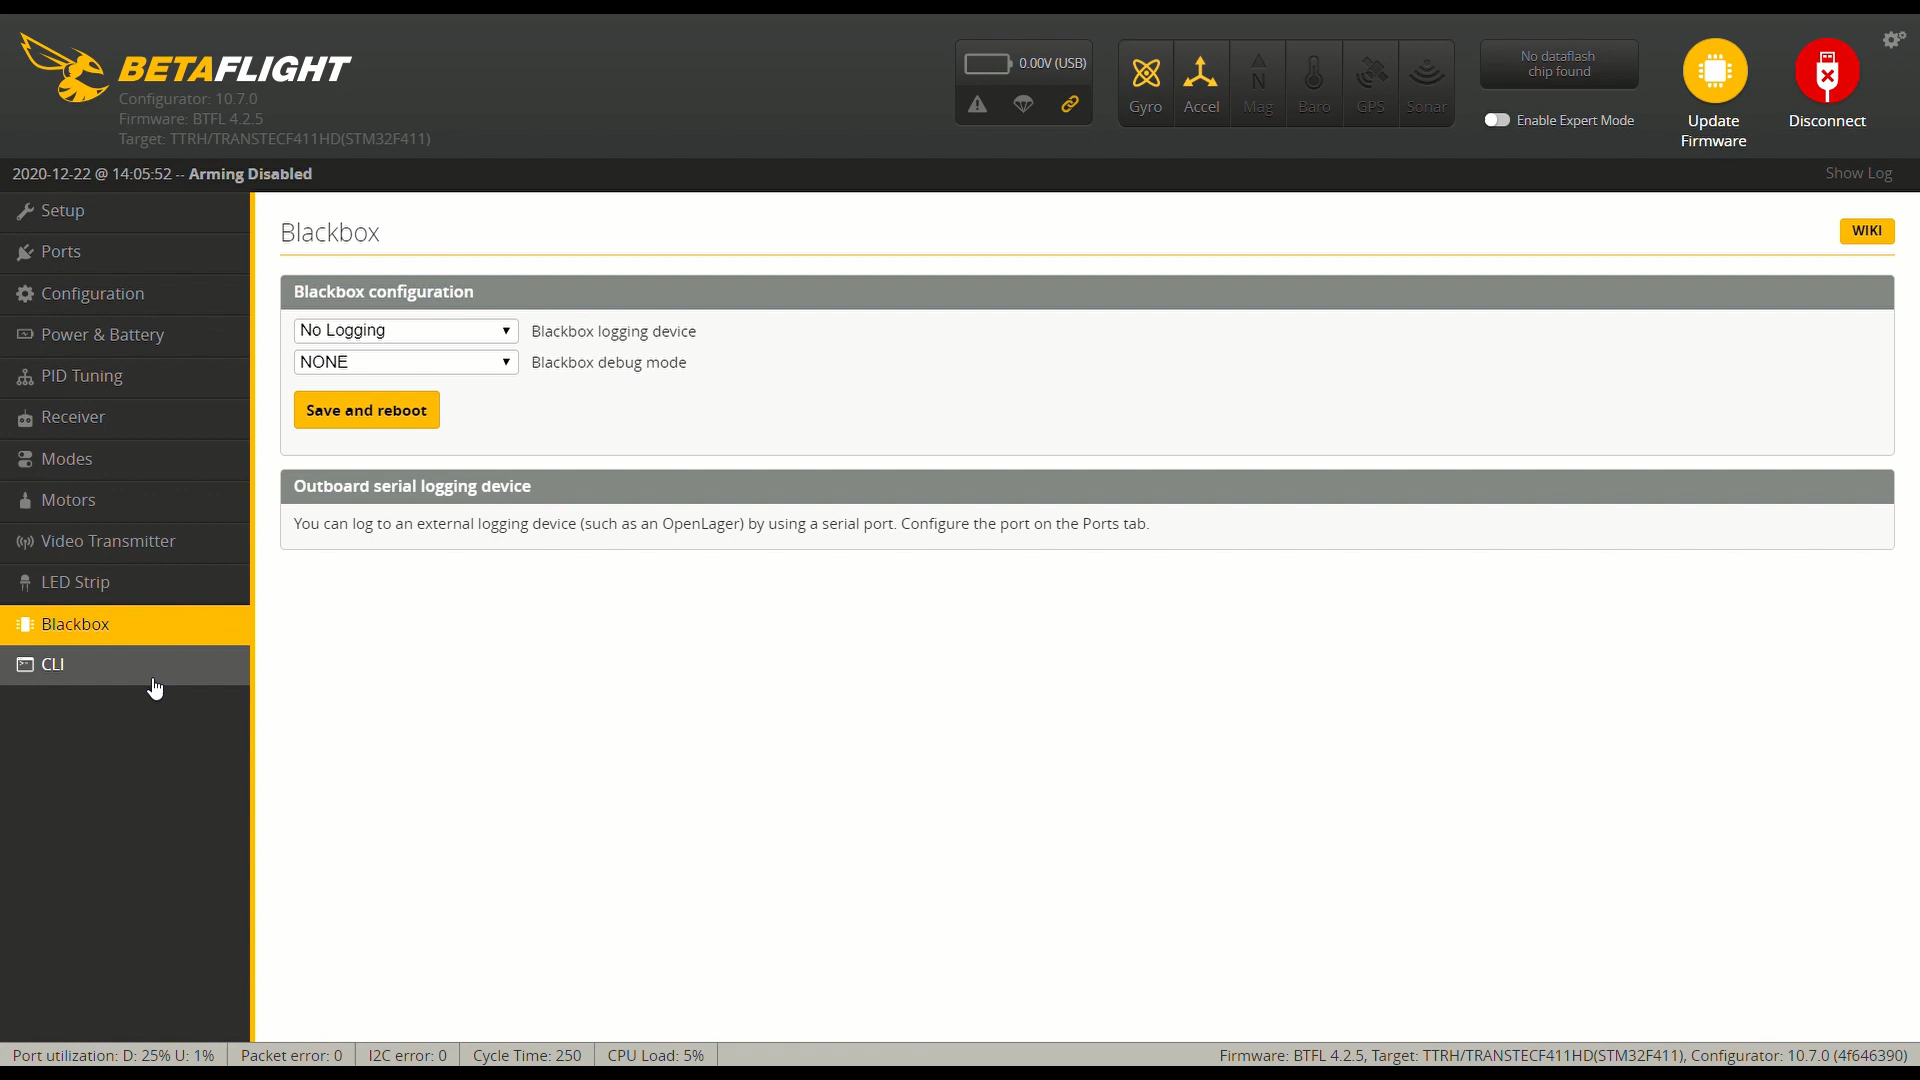 BETAFLIGHT
Configurator: 10.7.0
Firmware: BTFL 4.2.5
Target: TTRH/TRANSTECF411HD(STM32F411)
0.00V (USB)
Gyro
Accel
N
Mag
Baro
GPS
Sonar
No dataflash
chip found
Enable Expert Mode
Update
Firmware
Disconnect
2020-12-22 @ 14:05:52 -- Arming Disabled
Show Log
Setup
Ports
Configuration
Power & Battery
PID Tuning
Receiver
Modes
Motors
Video Transmitter
LED Strip
Blackbox
CLI
Blackbox
WIKI
Blackbox configuration
No Logging
Blackbox logging device
NONE
Blackbox debug mode
Save and reboot
Outboard serial logging device
You can log to an external logging device (such as an OpenLager) by using a serial port. Configure the port on the Ports tab.
Port utilization: D: 25% U: 1%
Packet error: 0
I2C error: 0
Cycle Time: 250
CPU Load: 5%
Firmware: BTFL 4.2.5, Target: TTRH/TRANSTECF411HD(STM32F411), Configurator: 10.7.0 (4f646390)